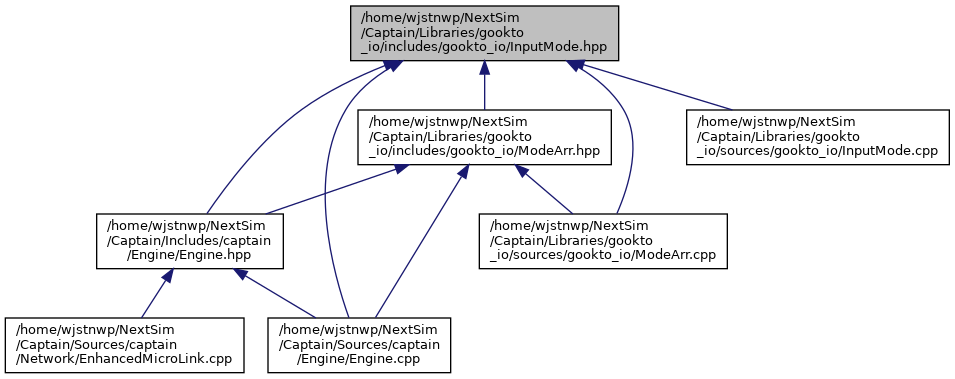 /home/wjstnwp/NextSim
/Captain/Libraries/gookto
_io/includes/gookto_io/InputMode.hpp
/home/wjstnwp/NextSim
/Captain/Libraries/gookto
_io/includes/gookto_io/ModeArr.hpp
/home/wjstnwp/NextSim
/Captain/Libraries/gookto
_io/sources/gookto_io/InputMode.cpp
/home/wjstnwp/NextSim
/Captain/Includes/captain
/Engine/Engine.hpp
/home/wjstnwp/NextSim
/Captain/Libraries/gookto
_io/sources/gookto_io/ModeArr.cpp
/home/wjstnwp/NextSim
/Captain/Sources/captain
/Network/EnhancedMicroLink.cpp
/home/wjstnwp/NextSim
/Captain/Sources/captain
/Engine/Engine.cpp